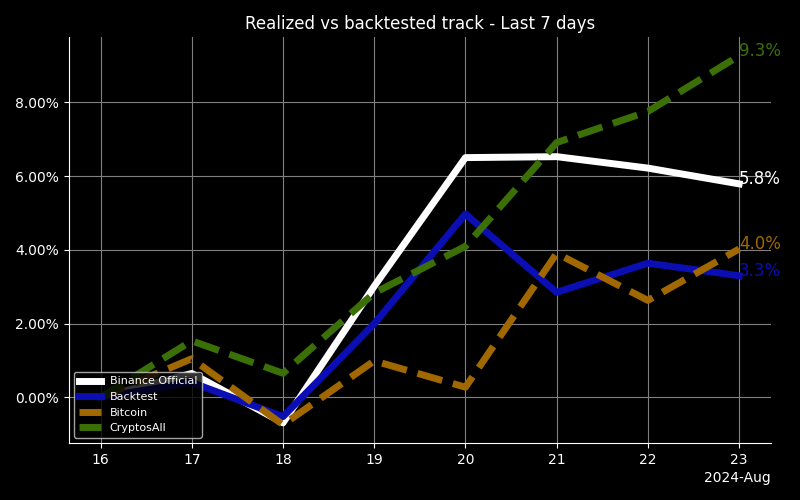 Realized vs backtested track - Last 7 days
9.3%
8.00%
6.00%
5.8%
4.00%
4.0%
3.3%
2.00%
0.00%
Binance Official
Backtest
Bitcoin
CryptosAll
16 17 18 19 20 21 22 23
2024-Aug